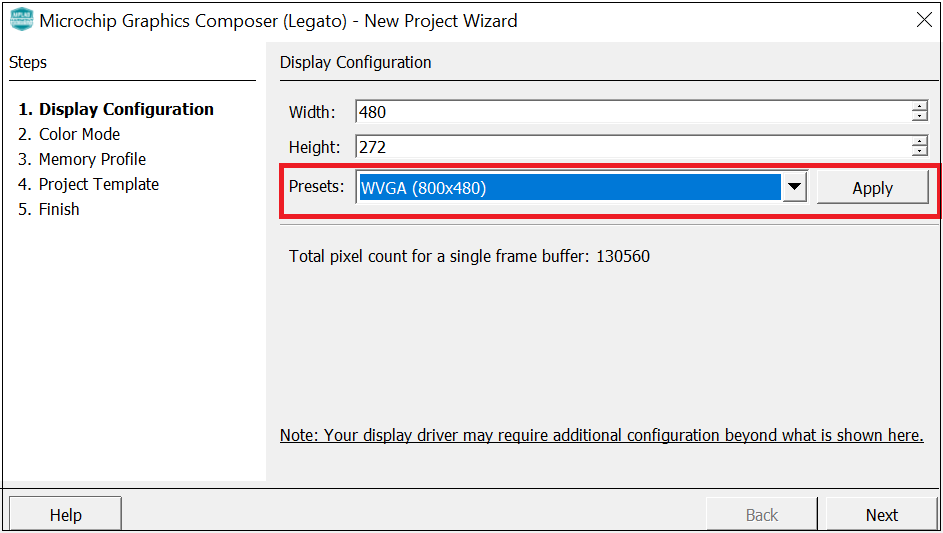 Microchip Graphics Composer (Legato) - New Project Wizard
Steps
1. Display Configuration
2. Color Mode
3. Memory Profile
4. Project Template
5. Finish
Display Configuration
Width: 480
Height: 272
Presets: WVGA (800x480) Apply
Total pixel count for a single frame buffer: 130560
Note: Your display driver may require additional configuration beyond what is shown here.
Help Back Next